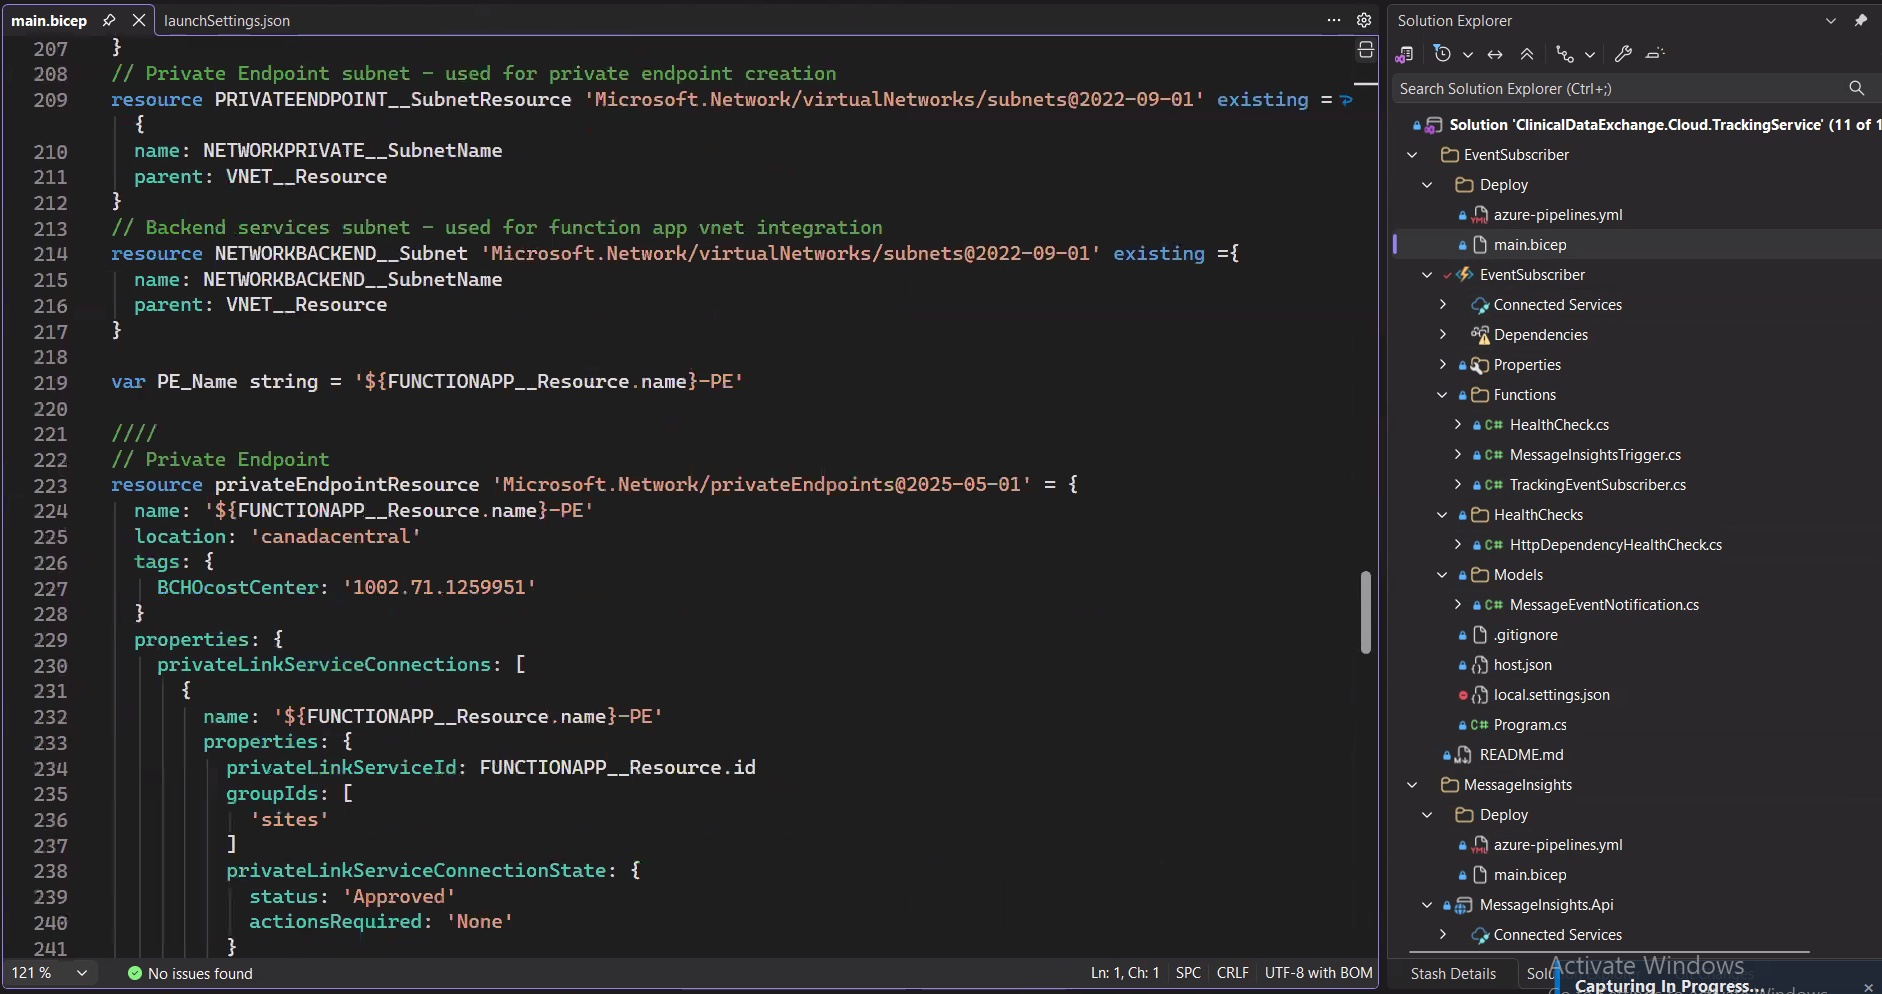 main.bicep
launchSettings.json
207 }
208 // Private Endpoint subnet - used for private endpoint creation
209 resource PRIVATEENDPOINT__SubnetResource 'Microsoft.Network/virtualNetworks/subnets@2022-09-01' existing =
{
210 name: NETWORKPRIVATE__SubnetName
211 parent: VNET__Resource
212 }
213 // Backend services subnet - used for function app vnet integration
214 resource NETWORKBACKEND__Subnet 'Microsoft.Network/virtualNetworks/subnets@2022-09-01' existing ={
215 name: NETWORKBACKEND__SubnetName
216 parent: VNET__Resource
217 }
218
219 var PE_Name string = '${FUNCTIONAPP__Resource.name}-PE'
220
221 ////
222 // Private Endpoint
223 resource privateEndpointResource 'Microsoft.Network/privateEndpoints@2025-05-01' = {
224 name: '${FUNCTIONAPP__Resource.name}-PE'
225 location: 'canadacentral'
226 tags: {
227 BCHOcostCenter: '1002.71.1259951'
228 }
229 properties: {
230 privateLinkServiceConnections: [
231 {
232 name: '${FUNCTIONAPP__Resource.name}-PE'
233 properties: {
234 privateLinkServiceId: FUNCTIONAPP__Resource.id
235 groupIds: [
236 'sites'
237 ]
238 privateLinkServiceConnectionState: {
239 status: 'Approved'
240 actionsRequired: 'None'
241 }
121 %
No issues found
Ln: 1, Ch: 1
SPC
CRLF
UTF-8 with BOM
Solution Explorer
Search Solution Explorer (Ctrl+;)
Solution 'ClinicalDataExchange.Cloud.TrackingService' (11 of 1
EventSubscriber
Deploy
azure-pipelines.yml
main.bicep
EventSubscriber
Connected Services
Dependencies
Properties
Functions
C# HealthCheck.cs
C# MessageInsightsTrigger.cs
C# TrackingEventSubscriber.cs
HealthChecks
C# HttpDependencyHealthCheck.cs
Models
C# MessageEventNotification.cs
.gitignore
host.json
local.settings.json
C# Program.cs
README.md
MessageInsights
Deploy
azure-pipelines.yml
main.bicep
MessageInsights.Api
Connected Services
Stash Details
Activate Windows
Capturing In Progress...